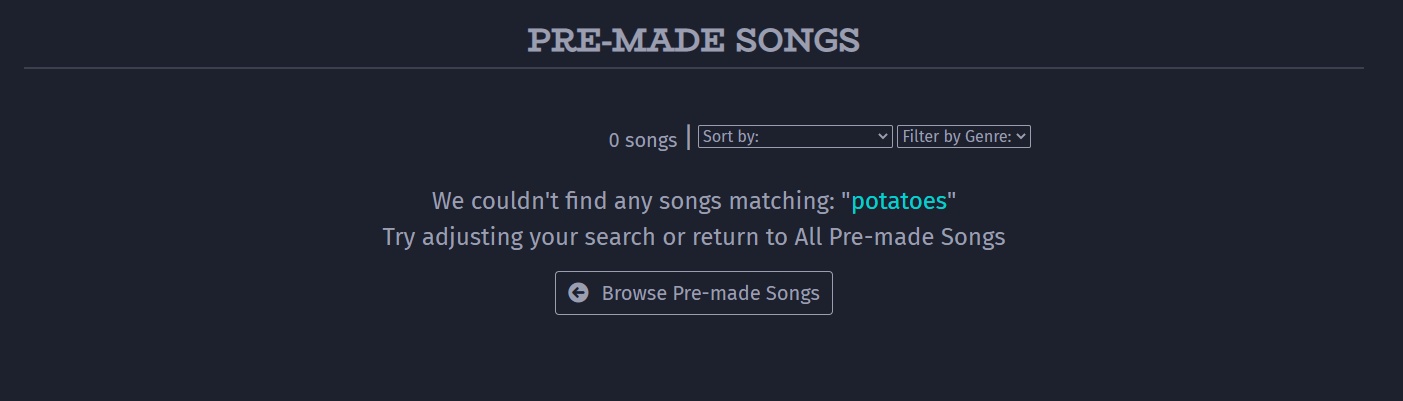 PRE-MADE SONGS
0 songs | Sort by: Filter by Genre:
We couldn't find any songs matching: "potatoes"
Try adjusting your search or return to All Pre-made Songs
Browse Pre-made Songs